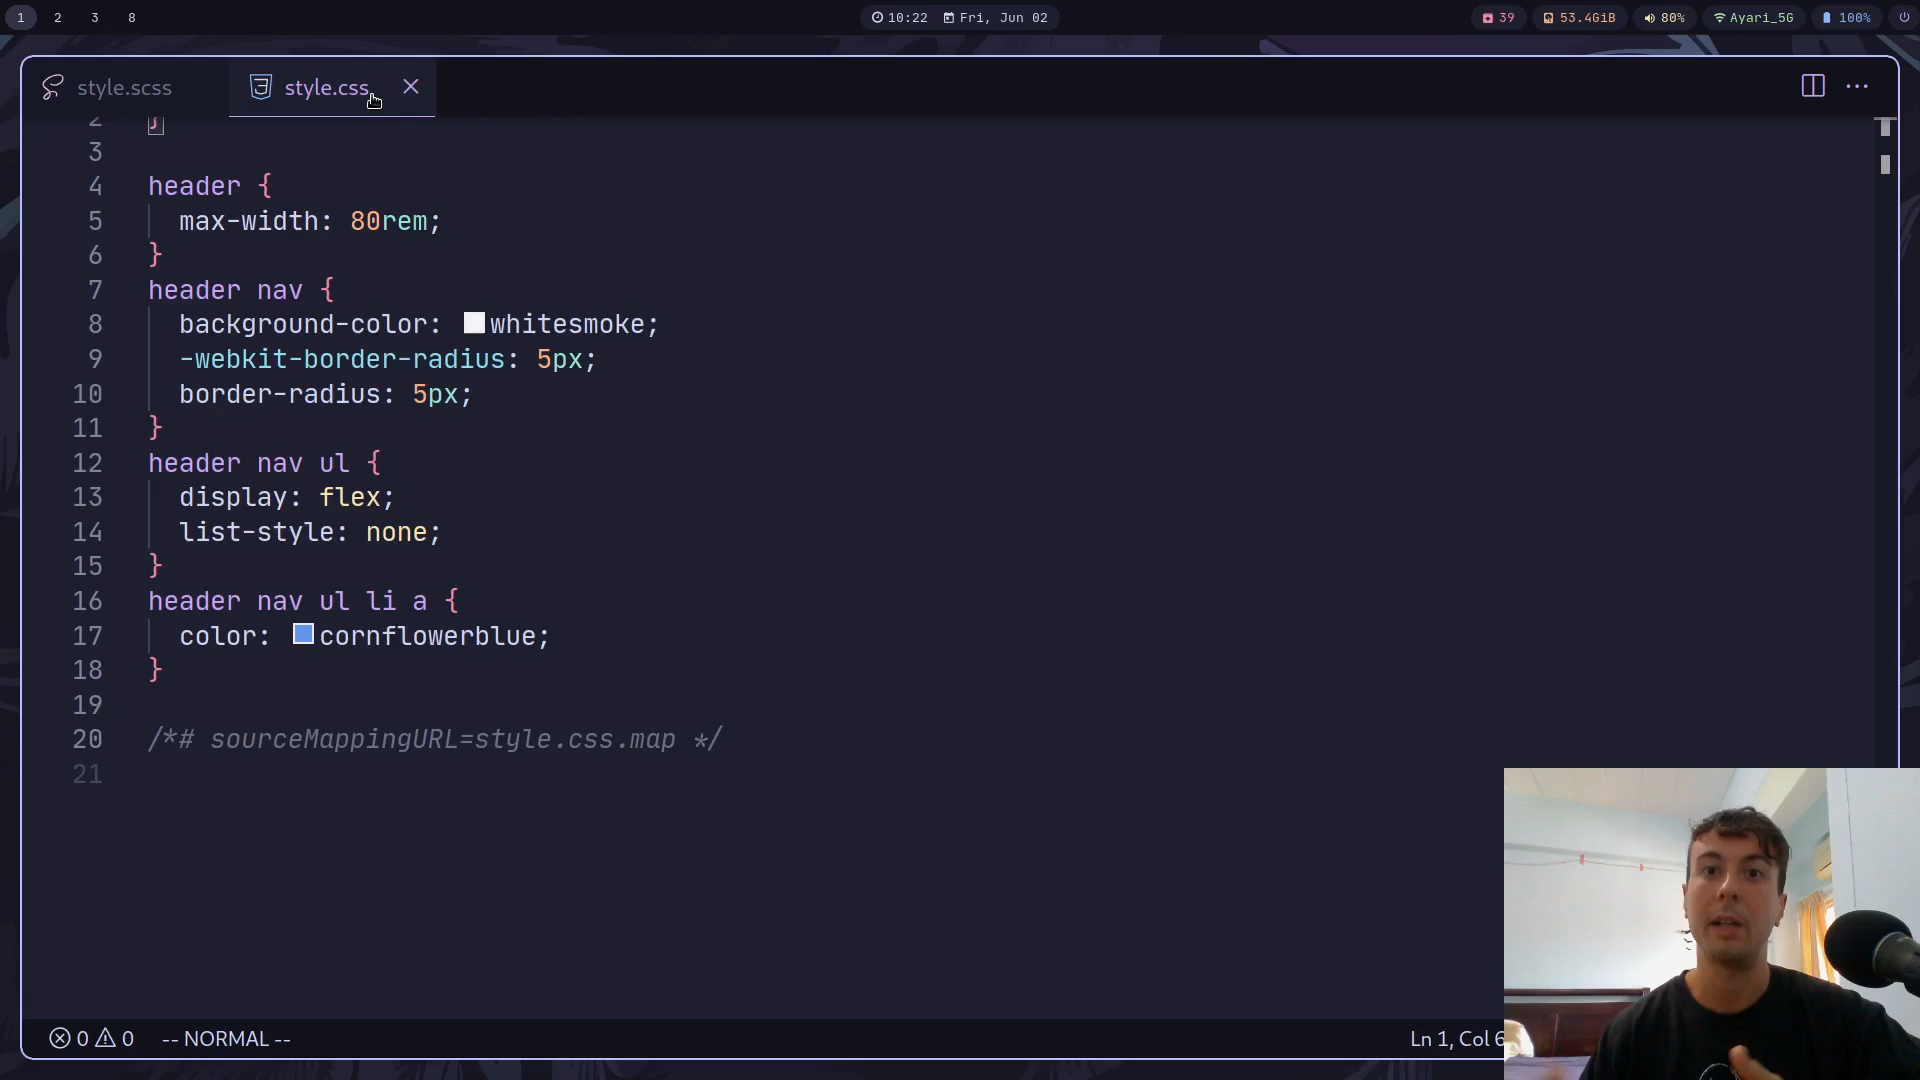 1 2 3 8 10:22 Fri, Jun 02 39 53.4GiB 80% Ayari_5G 100%
style.scss style.css
2 }
3
4 header {
5 max-width: 80rem;
6 }
7 header nav {
8 background-color: whitesmoke;
9 -webkit-border-radius: 5px;
10 border-radius: 5px;
11 }
12 header nav ul {
13 display: flex;
14 list-style: none;
15 }
16 header nav ul li a {
17 color: cornflowerblue;
18 }
19
20 /*# sourceMappingURL=style.css.map */
21
0 0 -- NORMAL -- Ln 1, Col 6